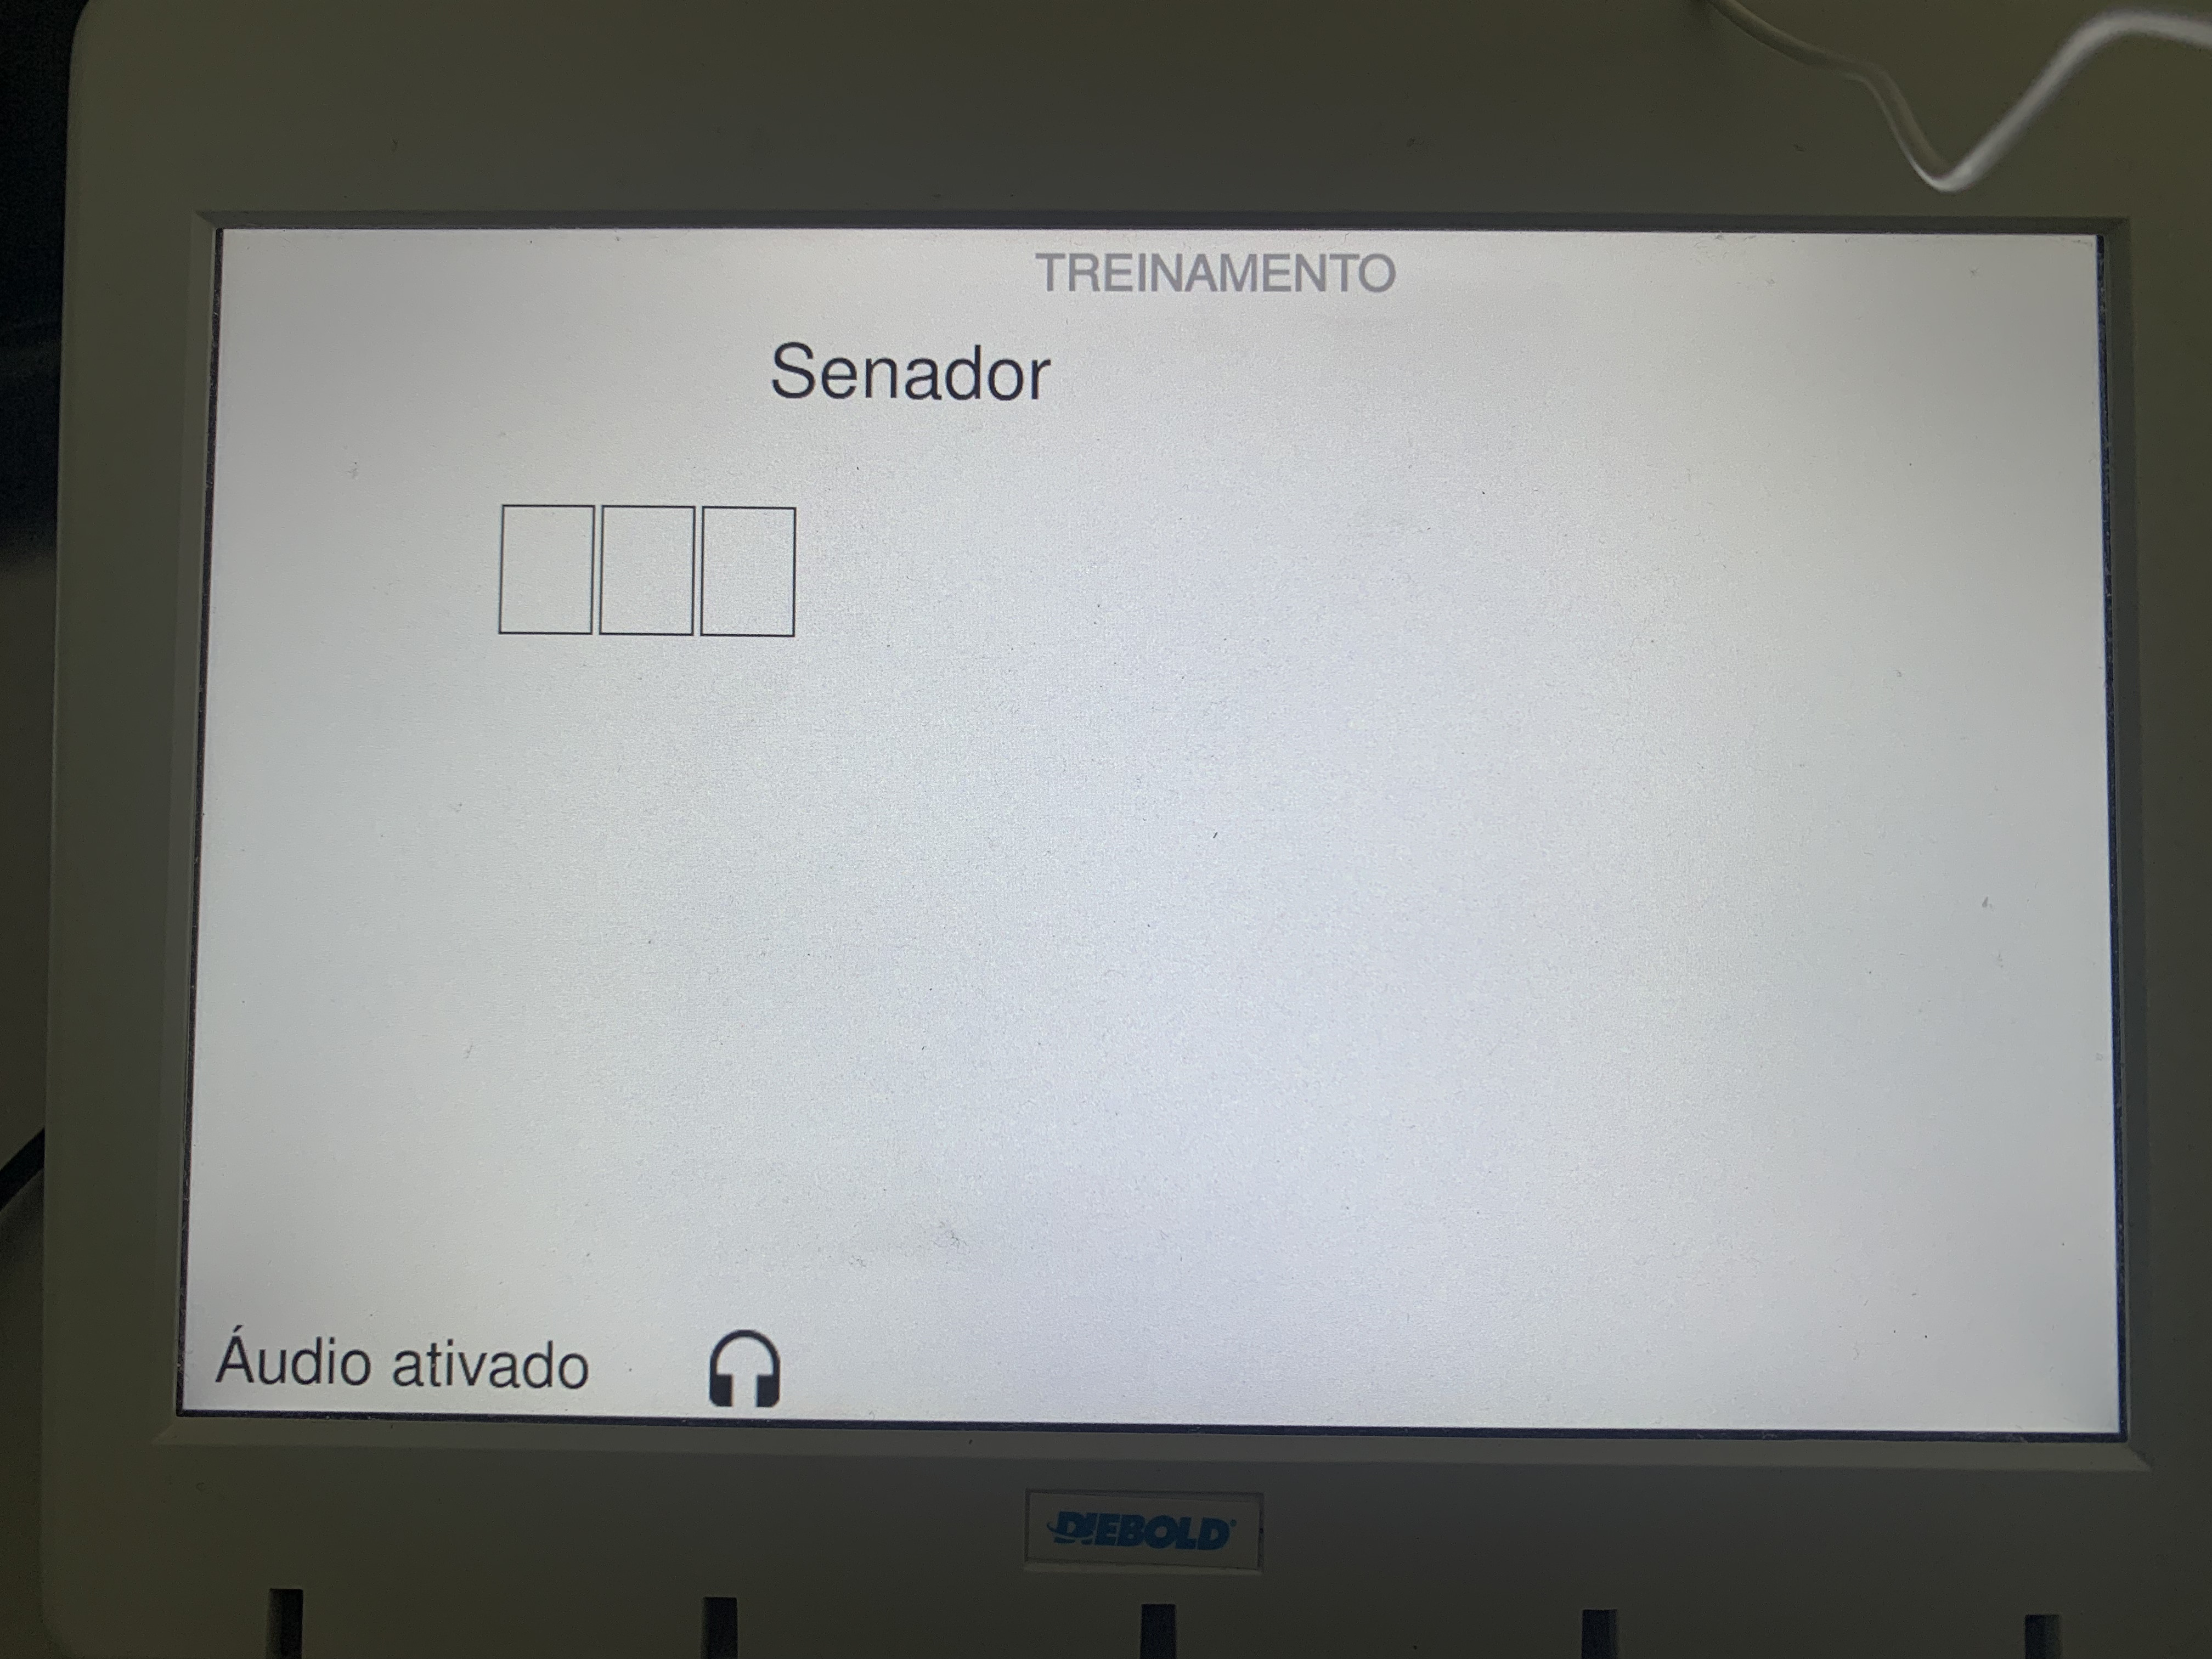 TREINAMENTO
Senador
Áudio ativado
DIEBOLD